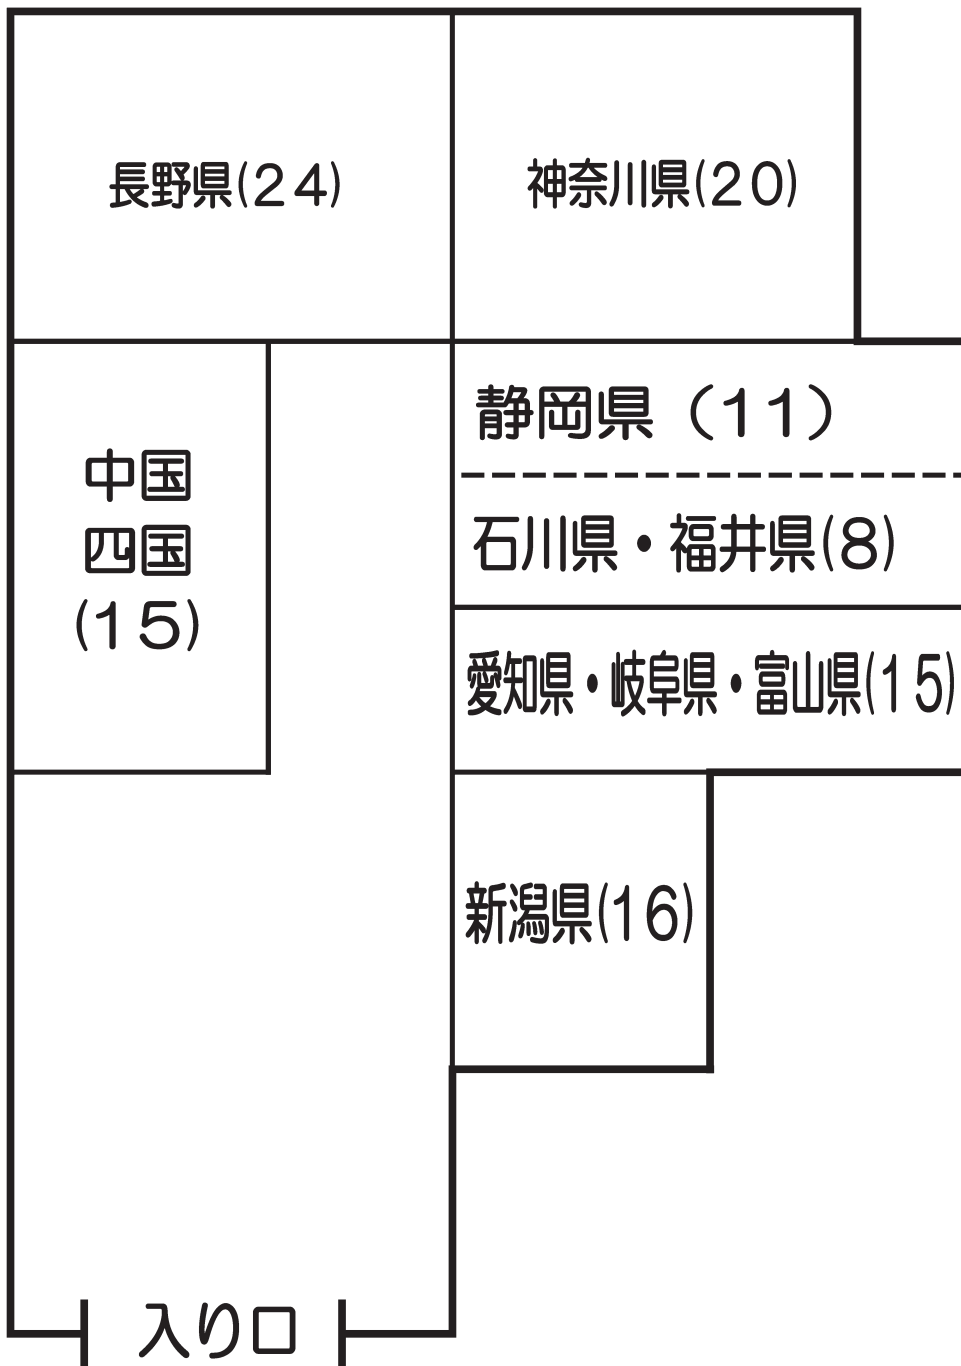 長野県(24)
神奈川県(20)
静岡県（11）
石川県・福井県(8)
中国
四国
(15)
愛知県・岐阜県・富山県(15)
新潟県(16)
入り口